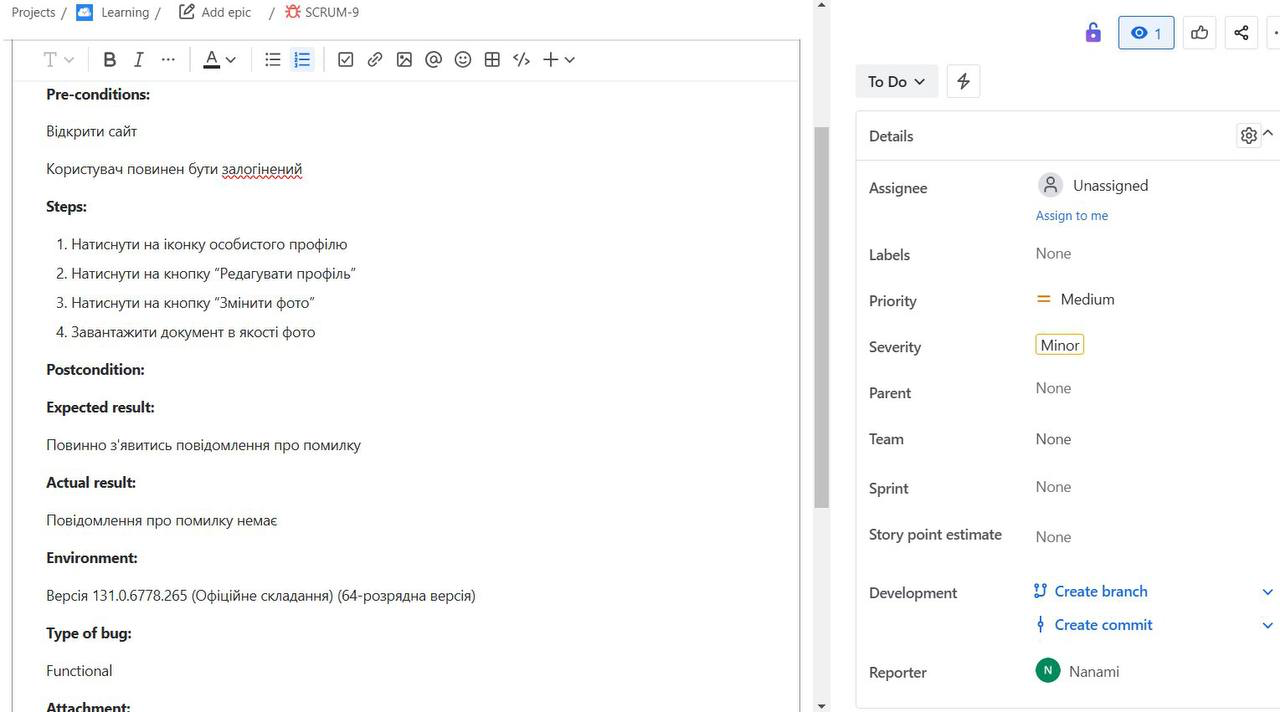 Projects / Learning / Add epic / SCRUM-9
1
T B I ... A
To Do
Pre-conditions:
Відкрити сайт
Користувач повинен бути залогінений
Steps:
1. Натиснути на іконку особистого профілю
2. Натиснути на кнопку “Редагувати профіль”
3. Натиснути на кнопку “Змінити фото”
4. Завантажити документ в якості фото
Postcondition:
Expected result:
Повинно з'явитись повідомлення про помилку
Actual result:
Повідомлення про помилку немає
Environment:
Версія 131.0.6778.265 (Офіційне складання) (64-розрядна версія)
Type of bug:
Functional
Attachment:
Details
Assignee
Unassigned
Assign to me
Labels
None
Priority
Medium
Severity
Minor
Parent
None
Team
None
Sprint
None
Story point estimate
None
Development
Create branch
Create commit
Reporter
N Nanami